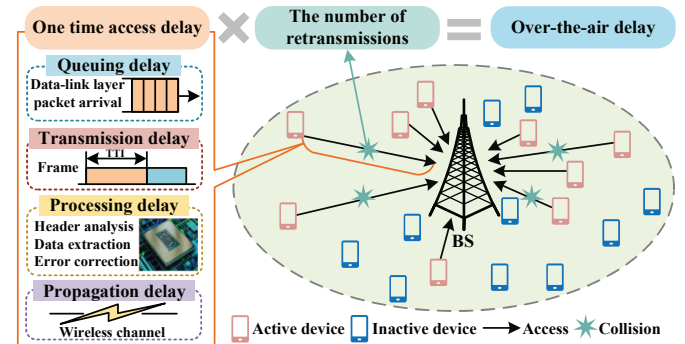 One time access delay
The number of
retransmissions
Over-the-air delay
Queuing delay
Data-link layer
packet arrival
Transmission delay
TTI
Frame
Processing delay
Header analysis
Data extraction
Error correction
Propagation delay
Wireless channel
BS
Active device
Inactive device
Access
Collision